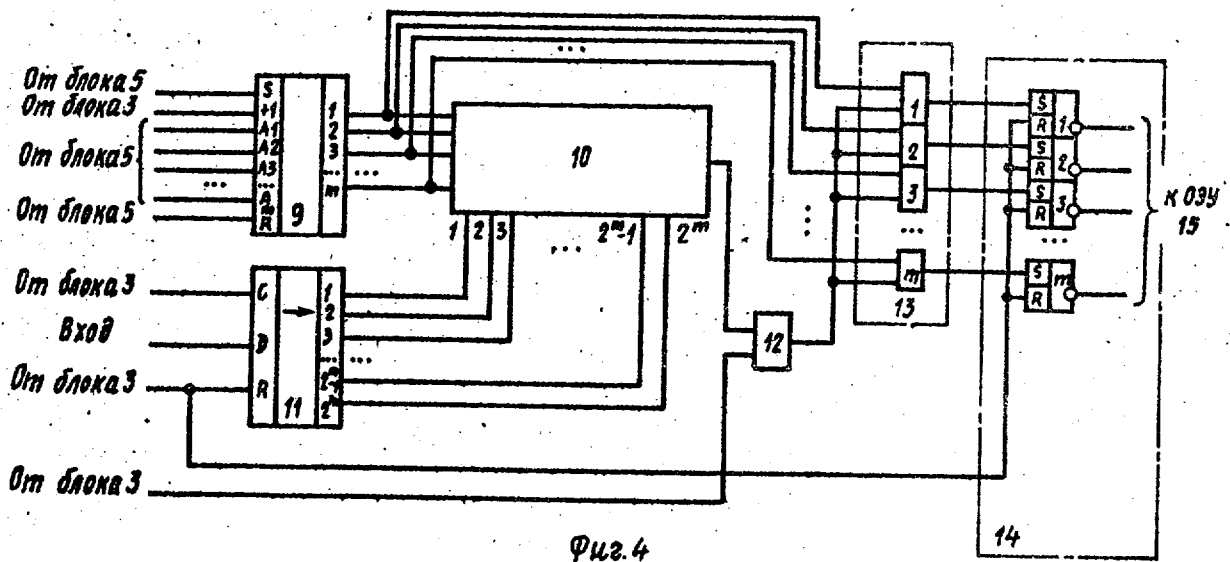 От блока 5
От блока 3
От блока 5
От блока 5
S
+1
A1
A2
A3
...
A
m
R
9
1
2
3
...
m
...
10
1 2 3 ... 2^m-1 2^m
От блока 3
Вход
От блока 3
C
D
R
11
1
2
3
...
2^m-1
2^m
...
От блока 3
12
...
1
2
3
...
m
13
...
S
R 1
S
R 2
S
R 3
...
S
R m
14
К ОЗУ
15
Фиг. 4